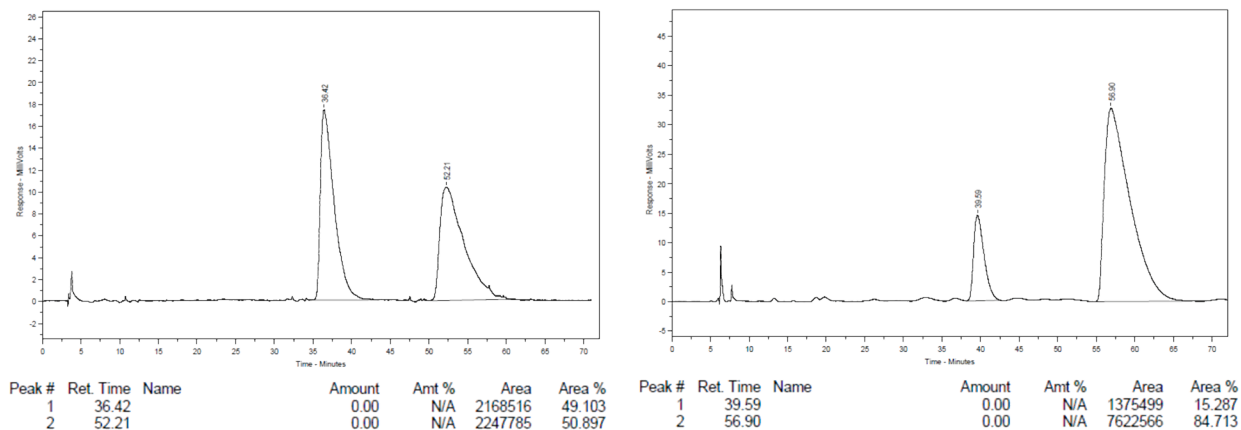 26
24
22
20
18
16
14
12
10
8
6
4
2
0
-2
Response - MilliVolts
36.42
52.21
0 5 10 15 20 25 30 35 40 45 50 55 60 65 70
Time - Minutes
Peak # Ret. Time Name Amount Amt % Area Area %
1 36.42 0.00 N/A 2168516 49.103
2 52.21 0.00 N/A 2247785 50.897
45
40
35
30
25
20
15
10
5
0
-5
Response - MilliVolts
39.59
56.90
0 5 10 15 20 25 30 35 40 45 50 55 60 65 70
Time - Minutes
Peak # Ret. Time Name Amount Amt % Area Area %
1 39.59 0.00 N/A 1375499 15.287
2 56.90 0.00 N/A 7622566 84.713